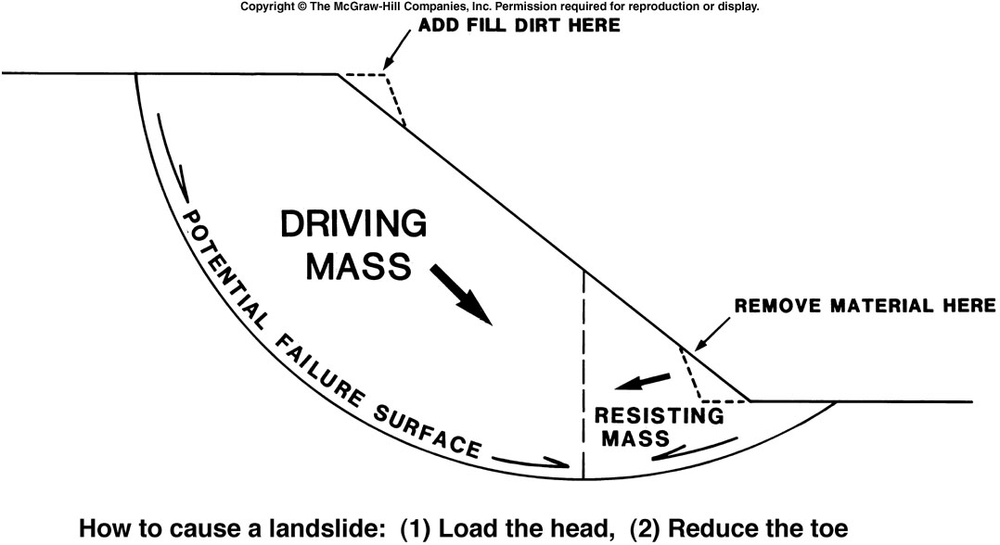 Copyright © The McGraw-Hill Companies, Inc. Permission required for reproduction or display.
ADD FILL DIRT HERE
DRIVING
MASS
POTENTIAL FAILURE SURFACE
REMOVE MATERIAL HERE
RESISTING
MASS
How to cause a landslide: (1) Load the head, (2) Reduce the toe